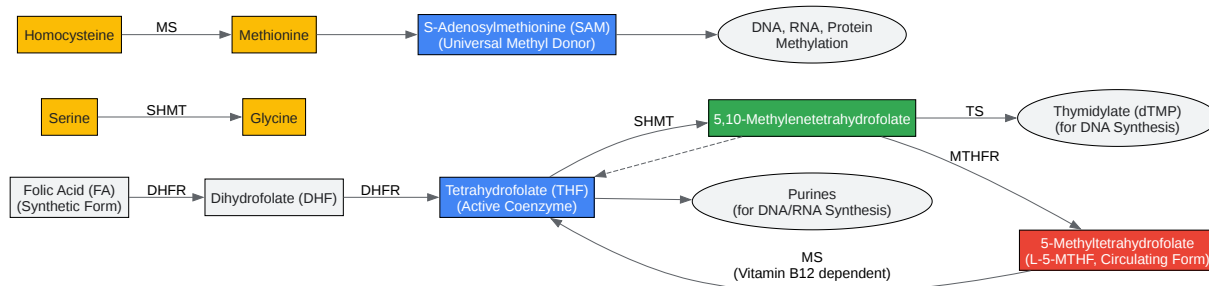 Homocysteine
MS
Methionine
S-Adenosylmethionine (SAM)
(Universal Methyl Donor)
DNA, RNA, Protein
Methylation
Serine
SHMT
Glycine
SHMT
5,10-Methylenetetrahydrofolate
TS
Thymidylate (dTMP)
(for DNA Synthesis)
MTHFR
Folic Acid (FA)
(Synthetic Form)
DHFR
Dihydrofolate (DHF)
DHFR
Tetrahydrofolate (THF)
(Active Coenzyme)
Purines
(for DNA/RNA Synthesis)
MS
(Vitamin B12 dependent)
5-Methyltetrahydrofolate
(L-5-MTHF, Circulating Form)